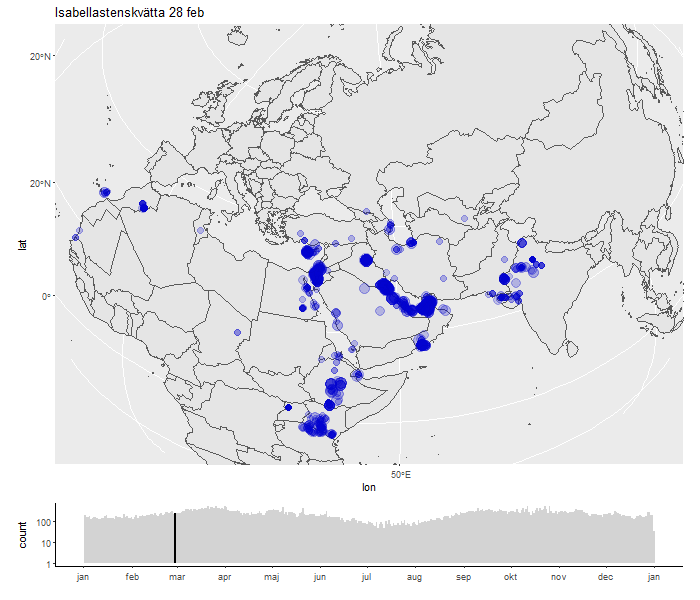 Isabellastenskvätta 28 feb
20°N
20°N
0°
lat
50°E
lon
count
100
10
1
jan feb mar apr maj jun jul aug sep okt nov dec jan